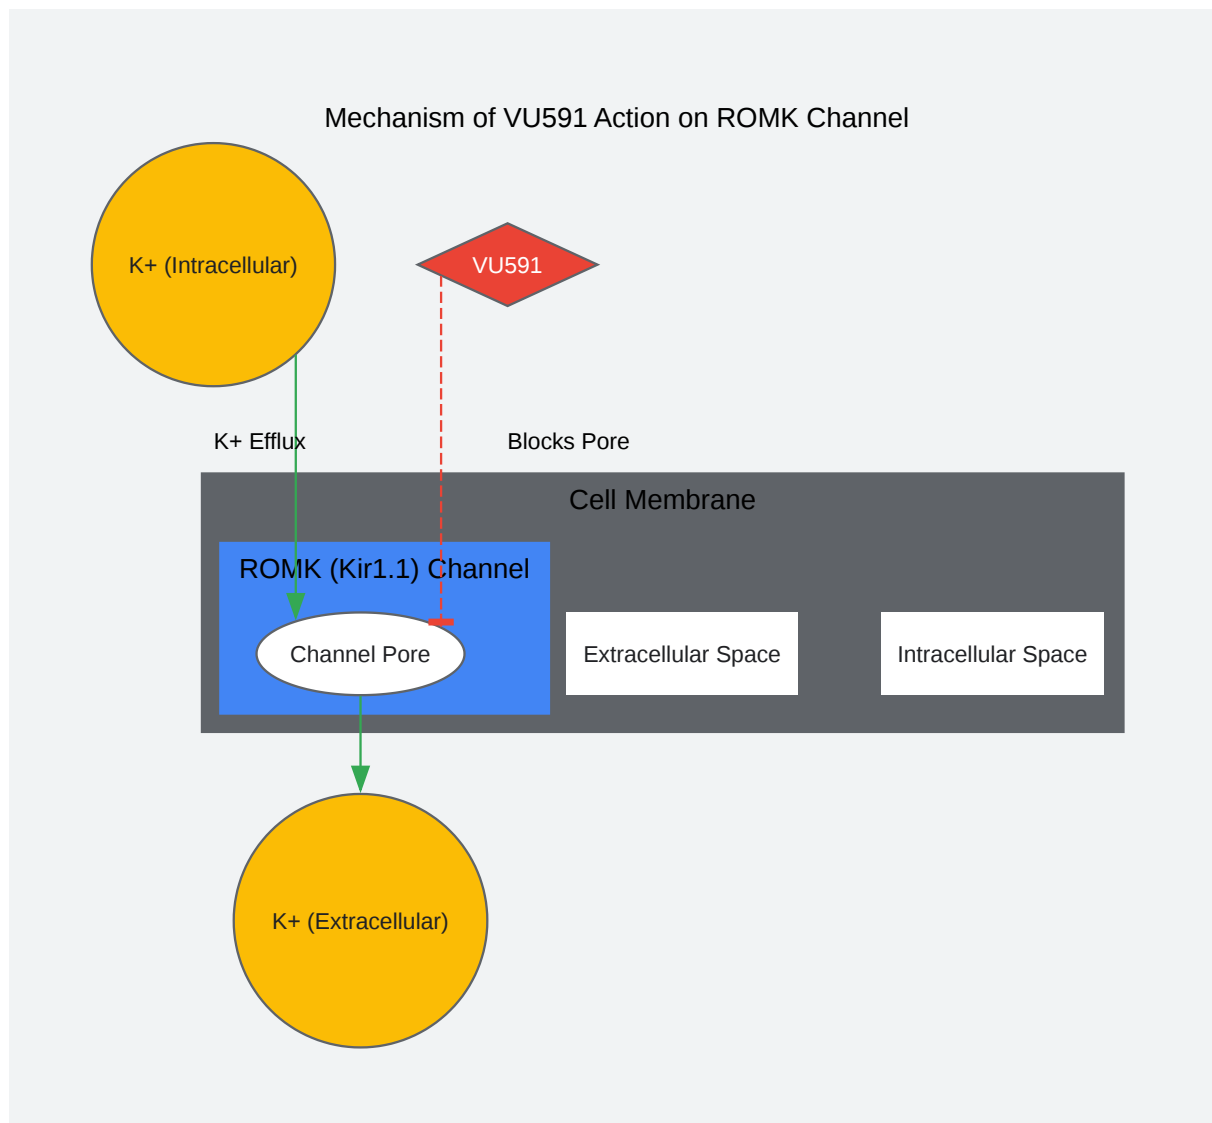 Mechanism of VU591 Action on ROMK Channel
K+ (Intracellular)
VU591
K+ Efflux
Blocks Pore
Cell Membrane
ROMK (Kir1.1) Channel
Channel Pore
Extracellular Space
Intracellular Space
K+ (Extracellular)